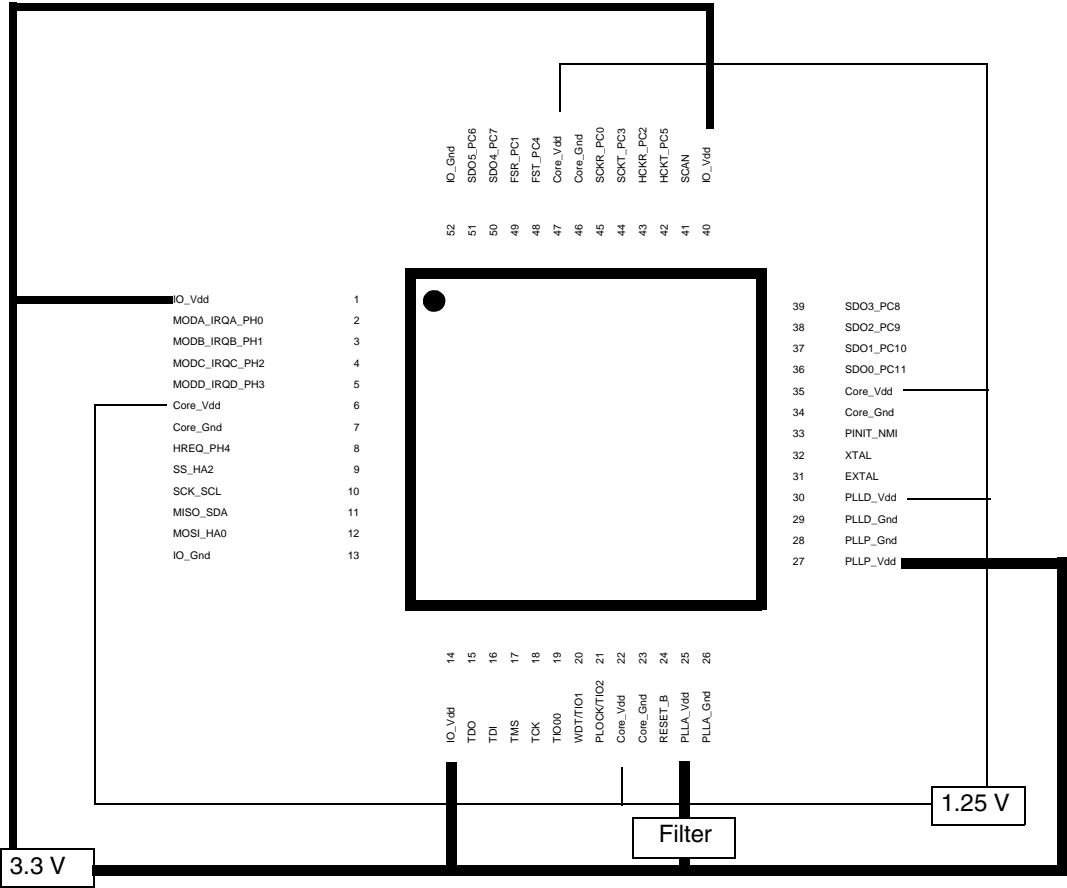 IO_Gnd
SDO5_PC6
SDO4_PC7
FSR_PC1
FST_PC4
Core_Vdd
Core_Gnd
SCKR_PC0
SCKT_PC3
HCKR_PC2
HCKT_PC5
SCAN
IO_Vdd
52
51
50
49
48
47
46
45
44
43
42
41
40
IO_Vdd 1
MODA_IRQA_PH0 2
MODB_IRQB_PH1 3
MODC_IRQC_PH2 4
MODD_IRQD_PH3 5
Core_Vdd 6
Core_Gnd 7
HREQ_PH4 8
SS_HA2 9
SCK_SCL 10
MISO_SDA 11
MOSI_HA0 12
IO_Gnd 13
39 SDO3_PC8
38 SDO2_PC9
37 SDO1_PC10
36 SDO0_PC11
35 Core_Vdd
34 Core_Gnd
33 PINIT_NMI
32 XTAL
31 EXTAL
30 PLLD_Vdd
29 PLLD_Gnd
28 PLLP_Gnd
27 PLLP_Vdd
14
15
16
17
18
19
20
21
22
23
24
25
26
IO_Vdd
TDO
TDI
TMS
TCK
TIO00
WDT/TIO1
PLOCK/TIO2
Core_Vdd
Core_Gnd
RESET_B
PLLA_Vdd
PLLA_Gnd
1.25 V
Filter
3.3 V